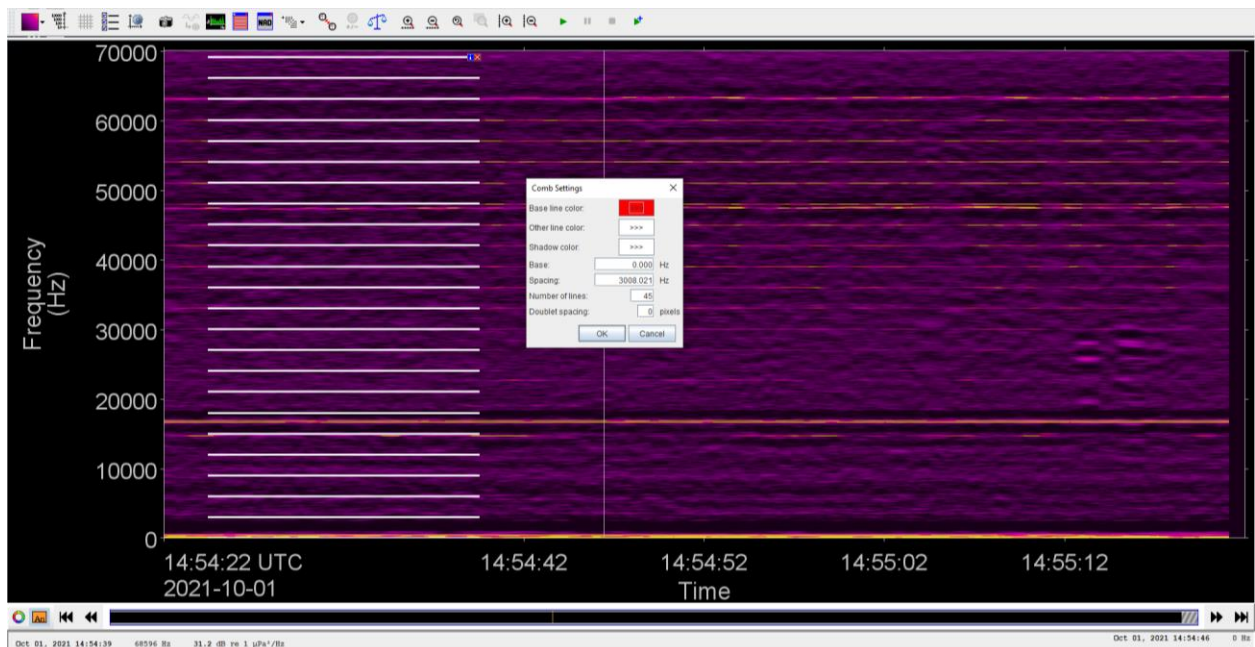 NAD
70000
60000
50000
40000
30000
20000
10000
0
Frequency
(Hz)
Comb Settings
Base line color:
Other line color: >>>
Shadow color: >>>
Base: 0.000 Hz
Spacing: 3008.021 Hz
Number of lines: 45
Doublet spacing: 0 pixels
OK Cancel
14:54:22 UTC 14:54:42 14:54:52 14:55:02 14:55:12
2021-10-01 Time
Oct 01, 2021 14:54:39 68596 Hz 31.2 dB re 1 µPa²/Hz Oct 01, 2021 14:54:46 0 Hz